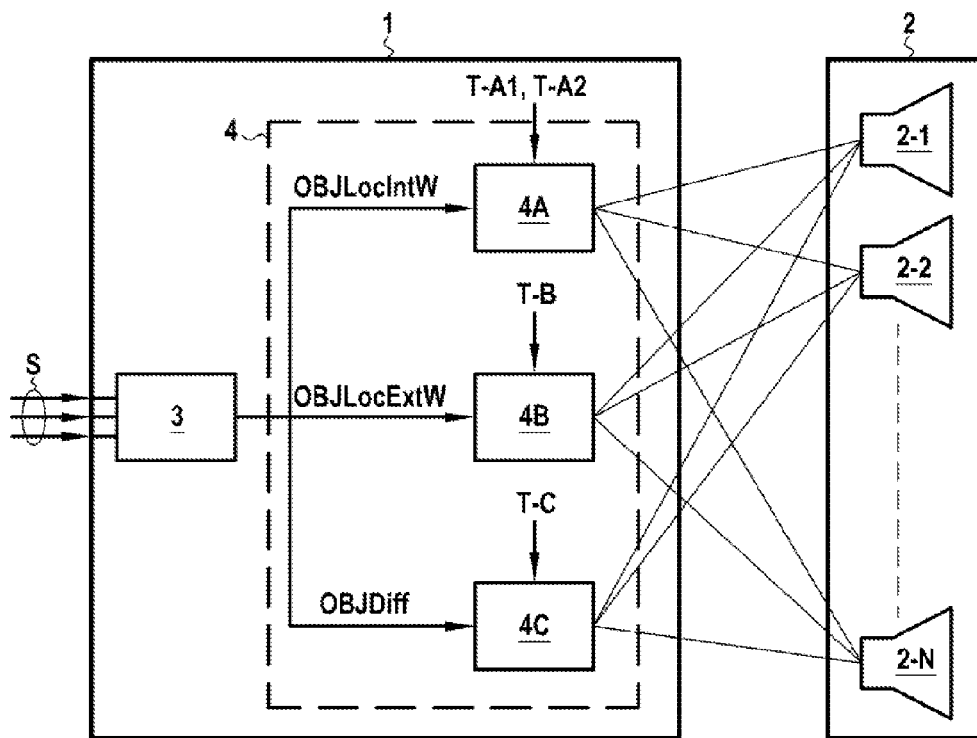 1
2
T-A1, T-A2
4
2-1
OBJLocIntW
4A
2-2
T-B
S
3
OBJLocExtW
4B
T-C
OBJDiff
4C
2-N